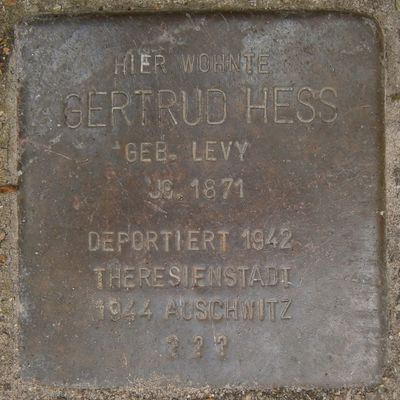 HIER WOHNTE
GERTRUD HESS
GEB. LEVY
JG. 1871
DEPORTIERT 1942
THERESIENSTADT
1944 AUSCHWITZ
? ? ?